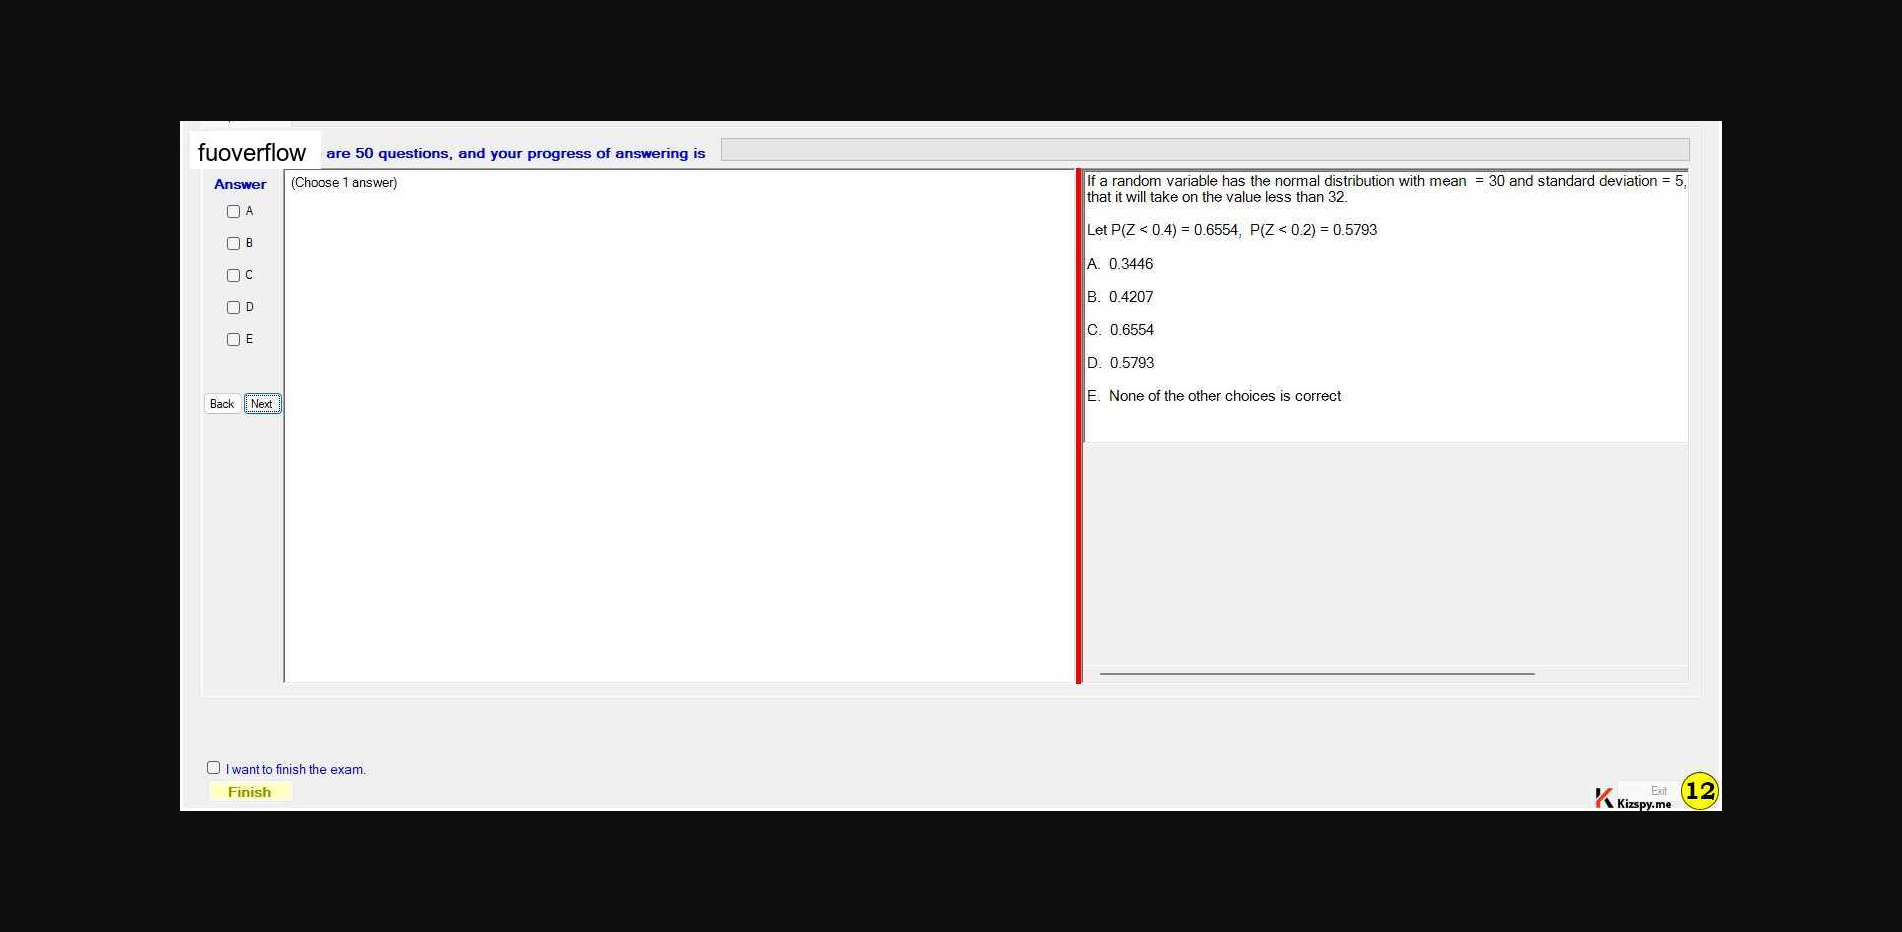 fuoverflow are 50 questions, and your progress of answering is
Answer
(Choose 1 answer)
A
B
C
D
E
Back Next
If a random variable has the normal distribution with mean = 30 and standard deviation = 5,
that it will take on the value less than 32.
Let P(Z < 0.4) = 0.6554, P(Z < 0.2) = 0.5793
A. 0.3446
B. 0.4207
C. 0.6554
D. 0.5793
E. None of the other choices is correct
I want to finish the exam.
Finish
Exit
Kizspy.me
12